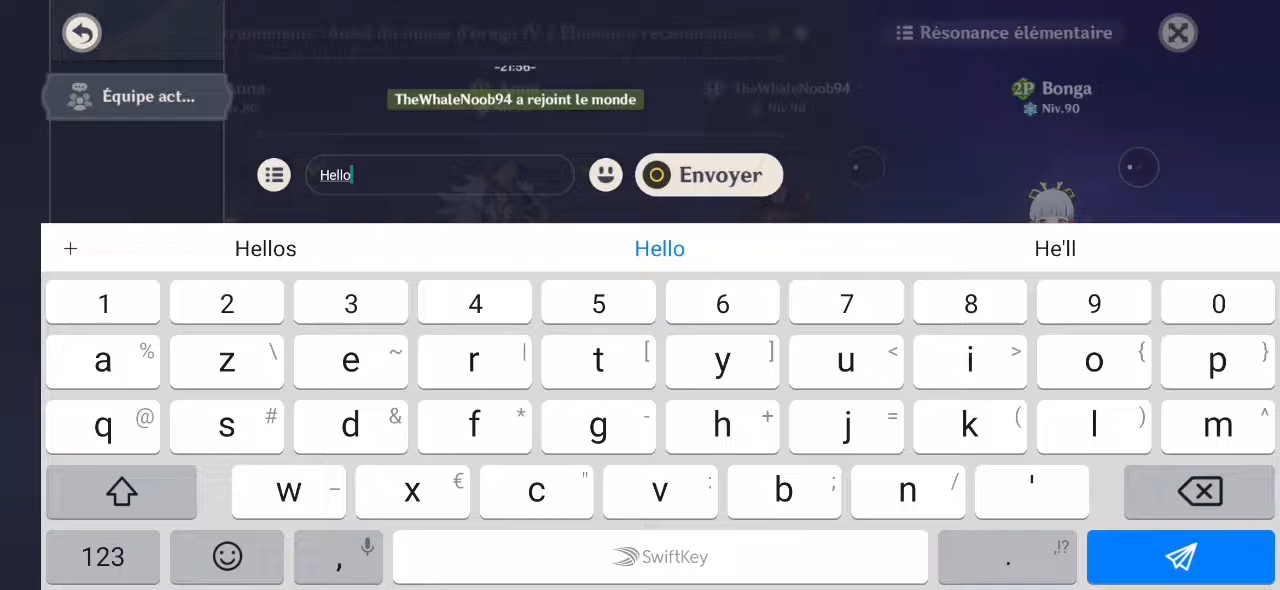 Résonance élémentaire
Équipe act...
-21:56-
TheWhaleNoob94 a rejoint le monde
TheWhaleNoob94
2P Bonga
Niv.90
Hello
Envoyer
+ Hellos Hello He'll
1 2 3 4 5 6 7 8 9 0
a % z \ e ~ r | t [ y ] u < i > o { p }
q @ s # d & f * g - h + j = k ( l ) m ^
w _ x € c " v : b ; n / '
123 , SwiftKey . ,!?